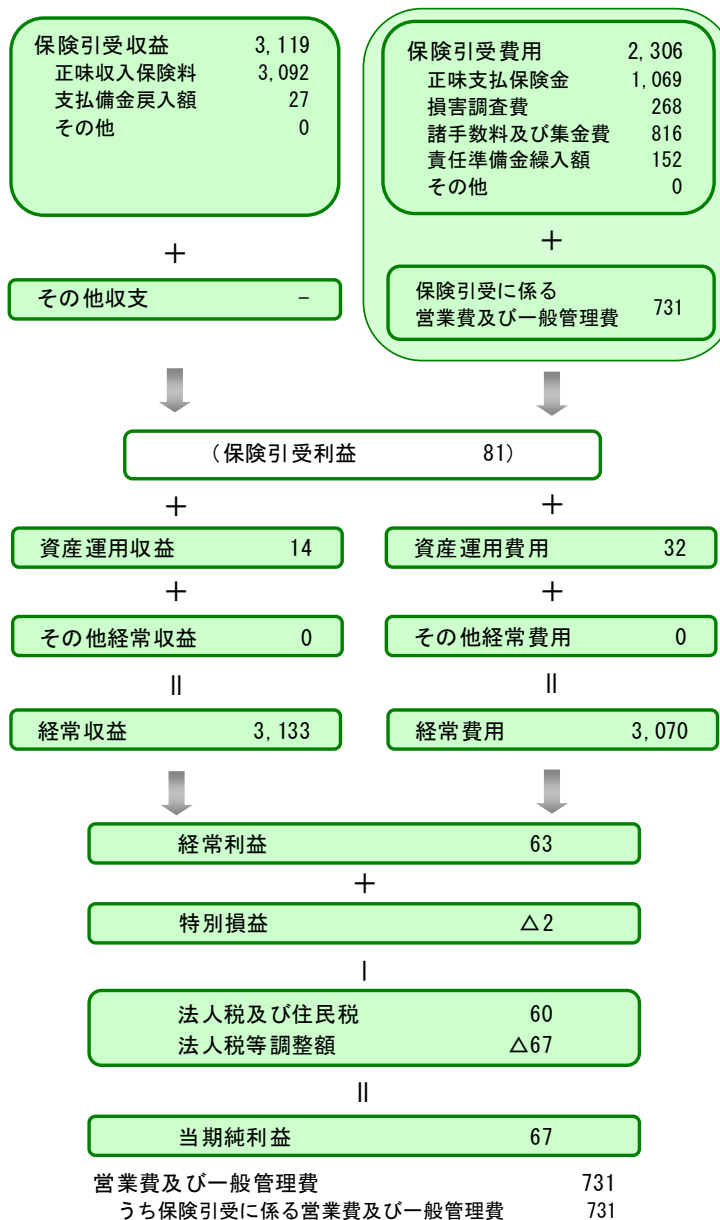 保険引受収益 3,119
正味収入保険料 3,092
支払備金戻入額 27
その他 0
+
その他収支 －
保険引受費用 2,306
正味支払保険金 1,069
損害調査費 268
諸手数料及び集金費 816
責任準備金繰入額 152
その他 0
+
保険引受に係る
営業費及び一般管理費 731
（保険引受利益 81）
+ +
資産運用収益 14 資産運用費用 32
+ +
その他経常収益 0 その他経常費用 0
|| ||
経常収益 3,133 経常費用 3,070
経常利益 63
+
特別損益 △2
|
法人税及び住民税 60
法人税等調整額 △67
||
当期純利益 67
営業費及び一般管理費 731
うち保険引受に係る営業費及び一般管理費 731